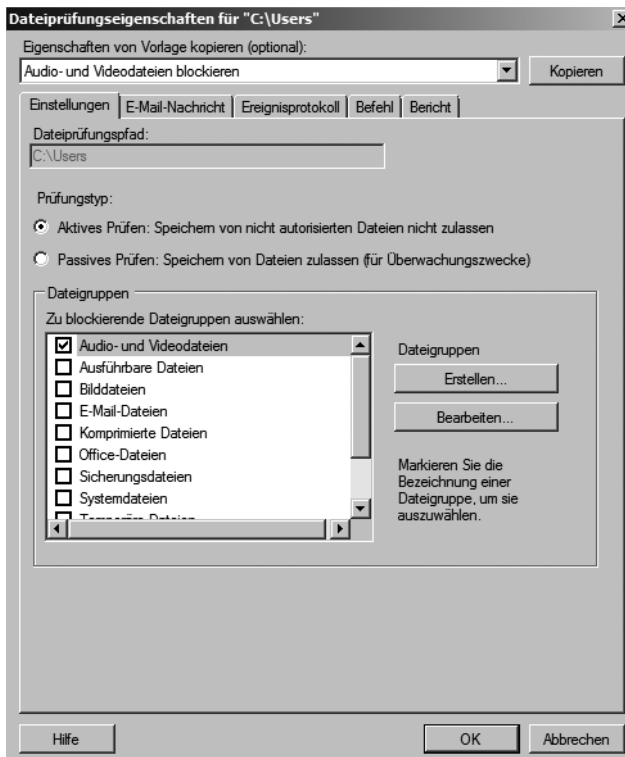 Dateiprüfungseigenschaften für "C:\Users"
Eigenschaften von Vorlage kopieren (optional):
Audio- und Videodateien blockieren
Kopieren
Einstellungen
E-Mail-Nachricht
Ereignisprotokoll
Befehl
Bericht
Dateiprüfungspfad:
C:\Users
Prüfungstyp:
Aktives Prüfen: Speichern von nicht autorisierten Dateien nicht zulassen
Passives Prüfen: Speichern von Dateien zulassen (für Überwachungszwecke)
Dateigruppen
Zu blockierende Dateigruppen auswählen:
Audio- und Videodateien
Ausführbare Dateien
Bilddateien
E-Mail-Dateien
Komprimierte Dateien
Office-Dateien
Sicherungsdateien
Systemdateien
Temporäre Dateien
Dateigruppen
Erstellen...
Bearbeiten...
Markieren Sie die
Bezeichnung einer
Dateigruppe, um sie
auszuwählen.
Hilfe
OK
Abbrechen